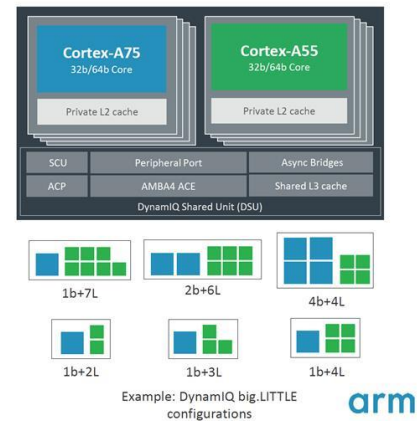 Cortex-A75
32b/64b Core
Private L2 cache
Cortex-A55
32b/64b Core
Private L2 cache
SCU
Peripheral Port
Async Bridges
ACP
AMBA4 ACE
Shared L3 cache
DynamIQ Shared Unit (DSU)
1b+7L
2b+6L
4b+4L
1b+2L
1b+3L
1b+4L
Example: DynamIQ big.LITTLE
configurations
arm